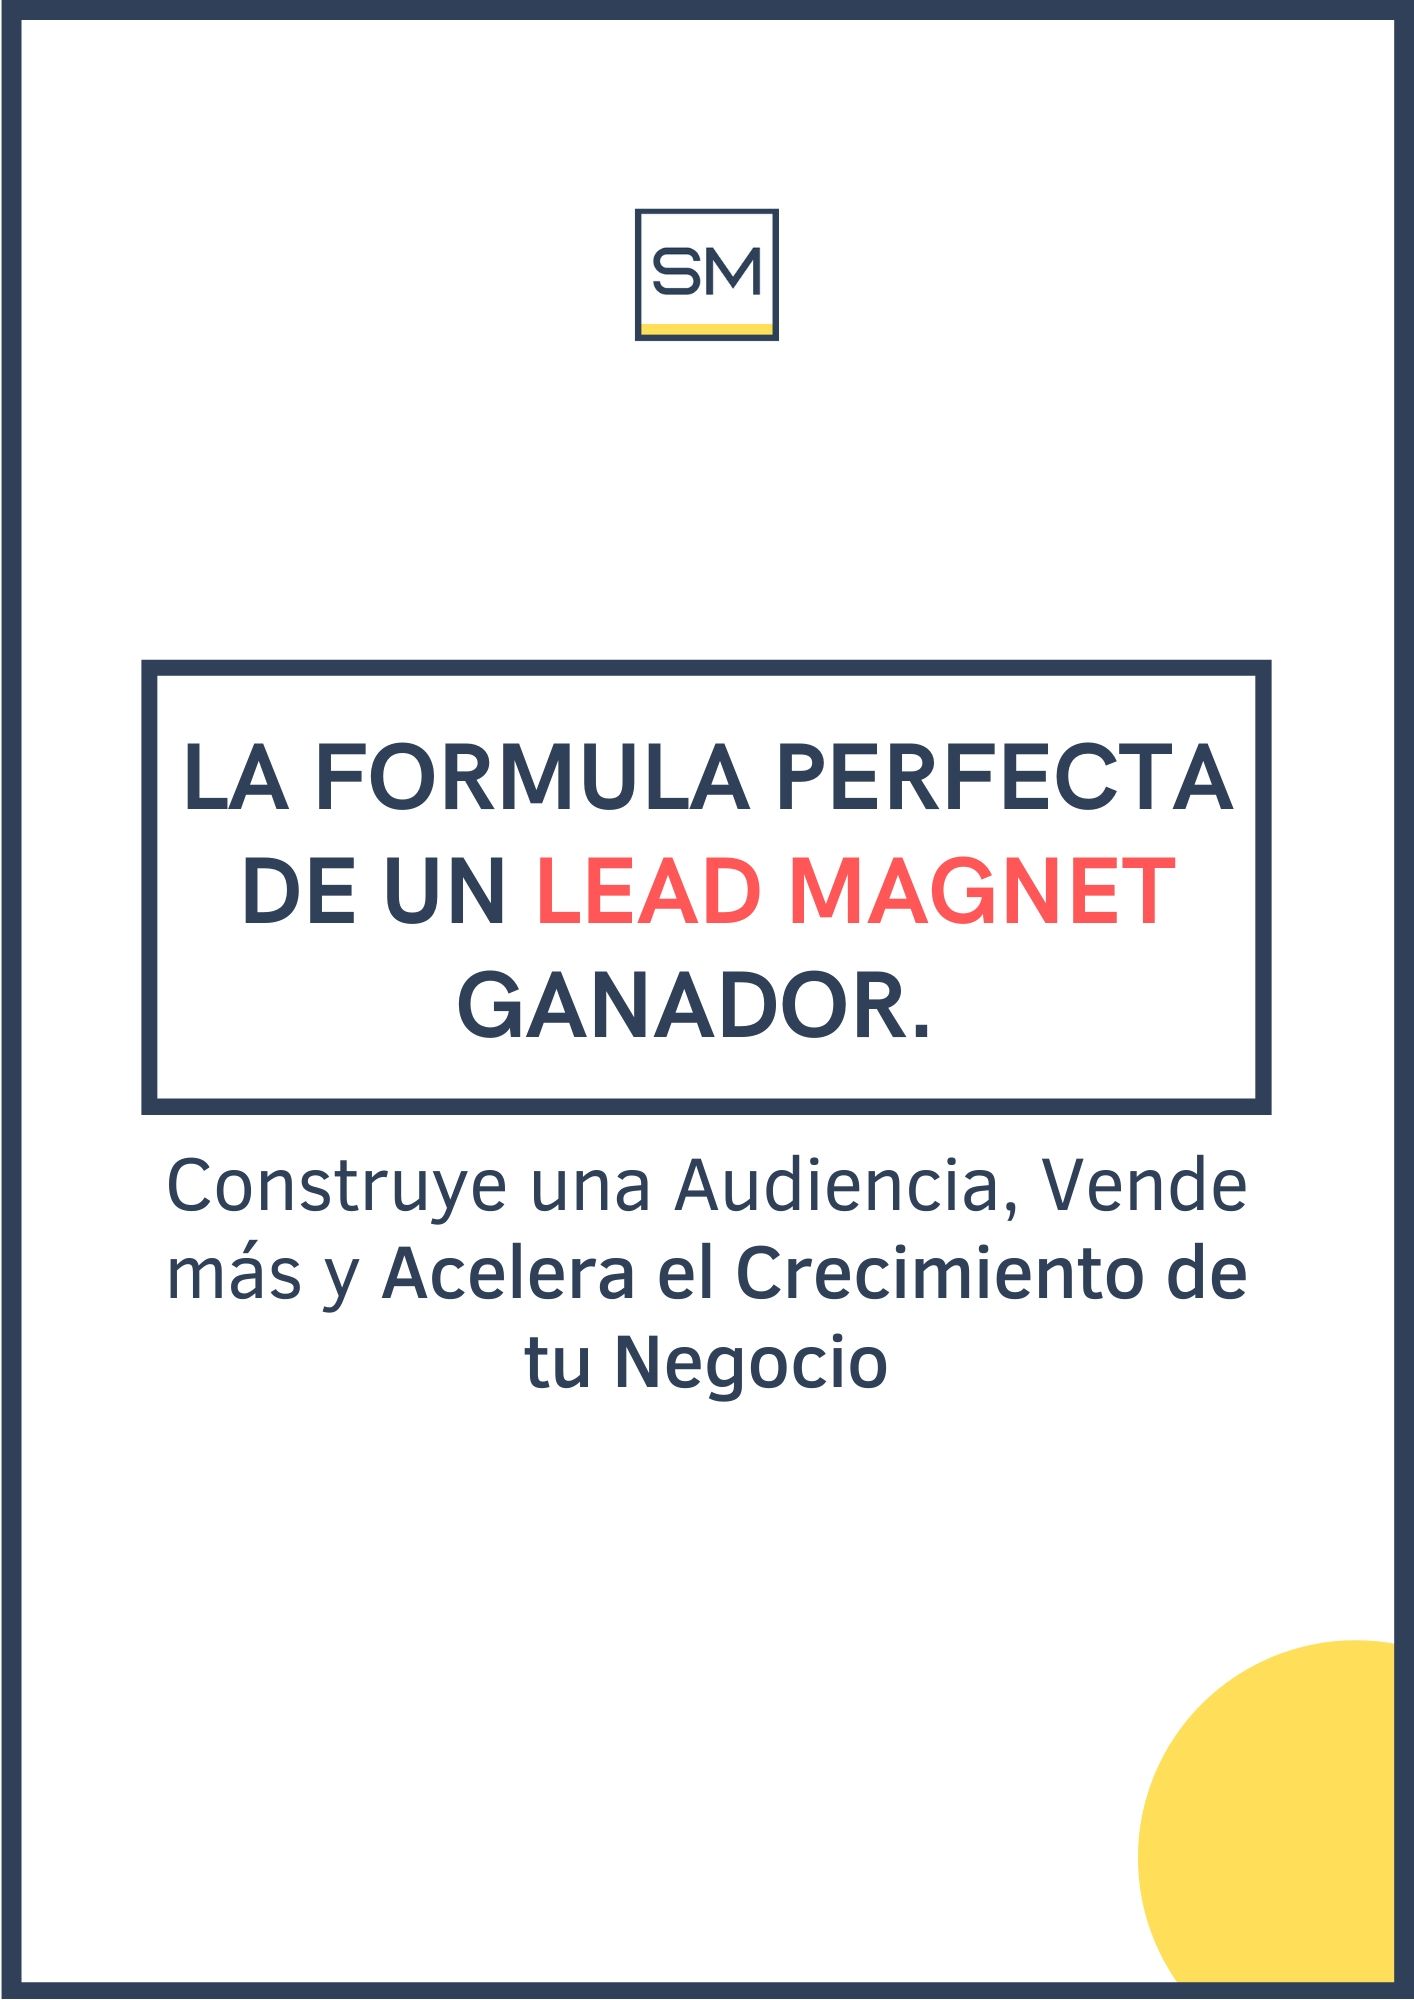 SM
LA FORMULA PERFECTA
DE UN LEAD MAGNET
GANADOR.
Construye una Audiencia, Vende
más y Acelera el Crecimiento de
tu Negocio